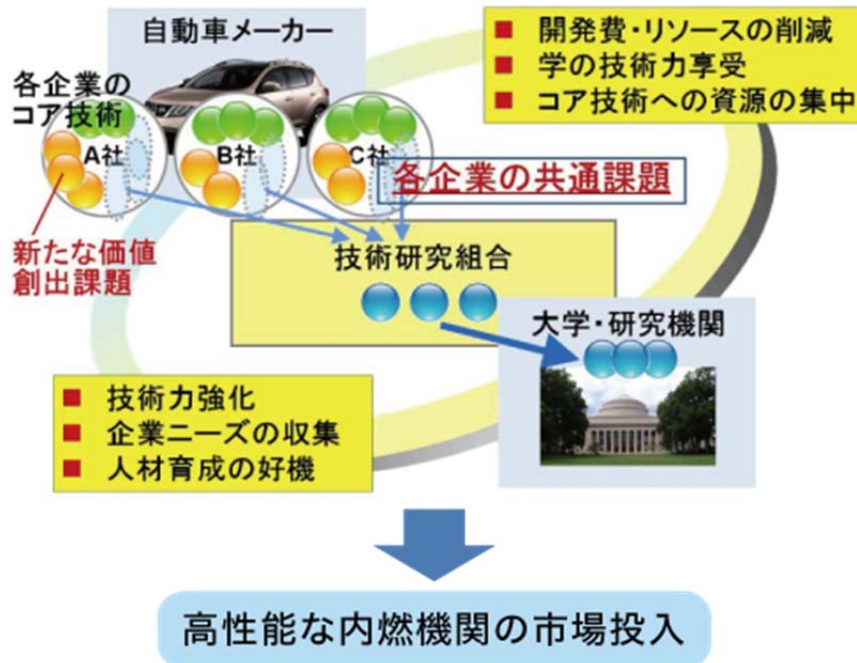 自動車メーカー
各企業の
コア技術
A社
B社
C社
新たな価値
創出課題
■ 開発費・リソースの削減
■ 学の技術力享受
■ コア技術への資源の集中
各企業の共通課題
技術研究組合
大学・研究機関
■ 技術力強化
■ 企業ニーズの収集
■ 人材育成の好機
高性能な内燃機関の市場投入